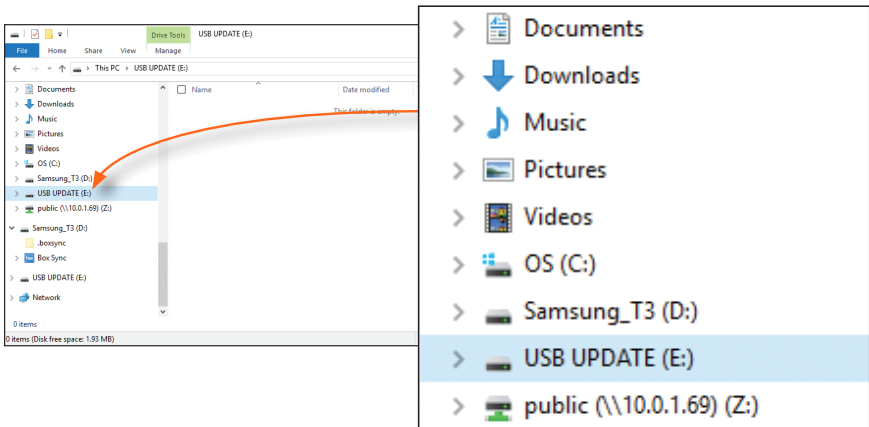 Drive Tools USB UPDATE (E:)
File Home Share View Manage
This PC > USB UPDATE (E:)
Name Date modified
This folder is empty.
Documents
Downloads
Music
Pictures
Videos
OS (C:)
Samsung_T3 (D:)
USB UPDATE (E:)
public (\\10.0.1.69) (Z:)
Samsung_T3 (D:)
.boxsync
Box Sync
USB UPDATE (E:)
Network
0 items
0 items (Disk free space: 1.93 MB)
Documents
Downloads
Music
Pictures
Videos
OS (C:)
Samsung_T3 (D:)
USB UPDATE (E:)
public (\\10.0.1.69) (Z:)